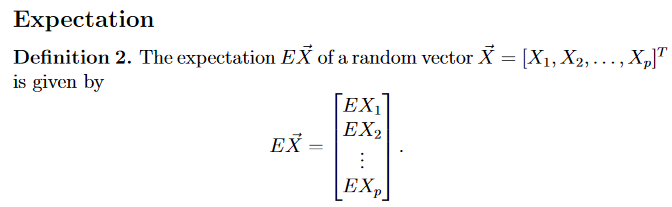 Expectation
Definition 2. The expectation $E\vec{X}$ of a random vector $\vec{X} = [X_1, X_2, \ldots, X_p]^T$
is given by
$E\vec{X} = \begin{bmatrix} EX_1 \\ EX_2 \\ \vdots \\ EX_p \end{bmatrix}.$